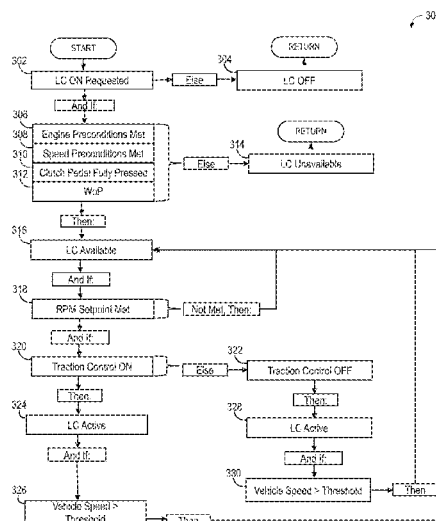 30
START
RETURN
302
304
LC ON Requested
Else
LC OFF
And If:
306
Engine Preconditions Met
308
Speed Preconditions Met
310
Clutch Pedal Fully Pressed
312
WoP
RETURN
Else
314
LC Unavailable
Then:
316
LC Available
And If:
318
RPM Setpoint Met
Not Met, Then:
And If:
320
Traction Control ON
Else
322
Traction Control OFF
Then:
Then:
324
LC Active
328
LC Active
And If:
And If:
330
Vehicle Speed > Threshold
Then
326
Vehicle Speed >
Threshold
Then